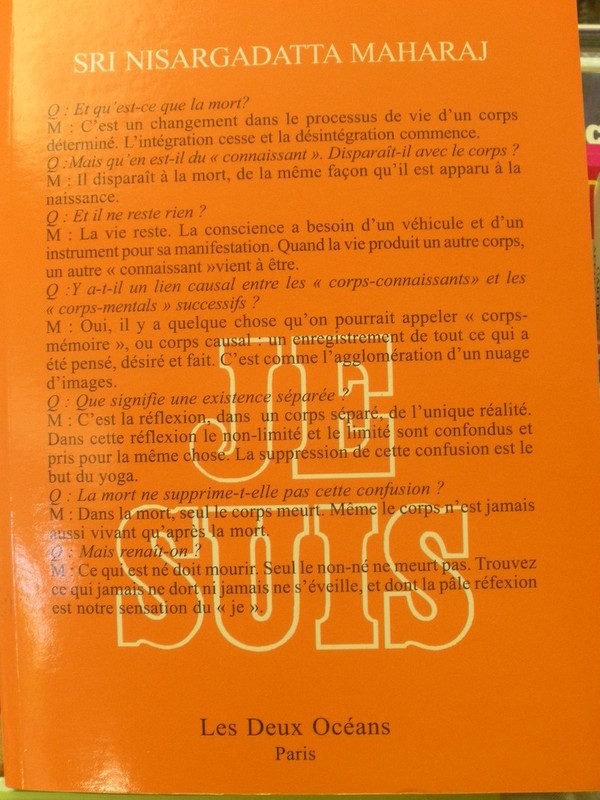 SRI NISARGADATTA MAHARAJ
Q : Et qu'est-ce que la mort?
M : C'est un changement dans le processus de vie d'un corps
déterminé. L'intégration cesse et la désintégration commence.
Q :Mais qu'en est-il du « connaissant ». Disparaît-il avec le corps ?
M : Il disparaît à la mort, de la même façon qu'il est apparu à la
naissance.
Q : Et il ne reste rien ?
M : La vie reste. La conscience a besoin d'un véhicule et d'un
instrument pour sa manifestation. Quand la vie produit un autre corps,
un autre « connaissant »vient à être.
Q :Y a-t-il un lien causal entre les « corps-connaissants» et les
« corps-mentals » successifs ?
M : Oui, il y a quelque chose qu'on pourrait appeler « corps-
mémoire », ou corps causal - un enregistrement de tout ce qui a
été pensé, désiré et fait. C'est comme l'agglomération d'un nuage
d'images.
Q : Que signifie une existence séparée ?
M : C'est la réflexion, dans un corps séparé, de l'unique réalité.
Dans cette réflexion le non-limité et le limité sont confondus et
pris pour la même chose. La suppression de cette confusion est le
but du yoga.
Q : La mort ne supprime-t-elle pas cette confusion ?
M : Dans la mort, seul le corps meurt. Même le corps n'est jamais
aussi vivant qu'après la mort.
Q : Mais renaît-on ?
M : Ce qui est né doit mourir. Seul le non-né ne meurt pas. Trouvez
ce qui jamais ne dort ni jamais ne s'éveille, et dont la pâle réfexion
est notre sensation du « je ».
JE
SUIS
Les Deux Océans
Paris